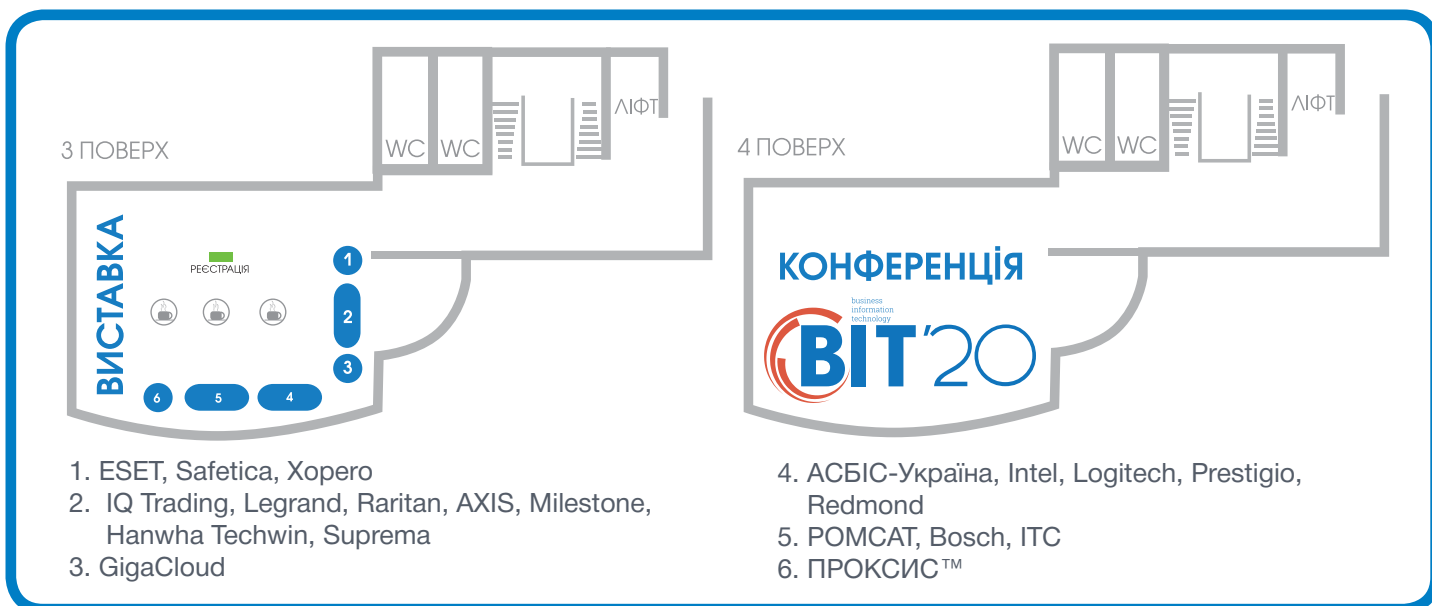 3 ПОВЕРХ
WC
WC
ЛІФТ
ВИСТАВКА
РЕЄСТРАЦІЯ
1
2
3
4
5
6
4 ПОВЕРХ
WC
WC
ЛІФТ
КОНФЕРЕНЦІЯ
business
information
technology
BIT'20
1. ESET, Safetica, Xopero
2. IQ Trading, Legrand, Raritan, AXIS, Milestone,
Hanwha Techwin, Suprema
3. GigaCloud
4. АСБІС-Україна, Intel, Logitech, Prestigio,
Redmond
5. РОМСАТ, Bosch, ITC
6. ПРОКСИС™